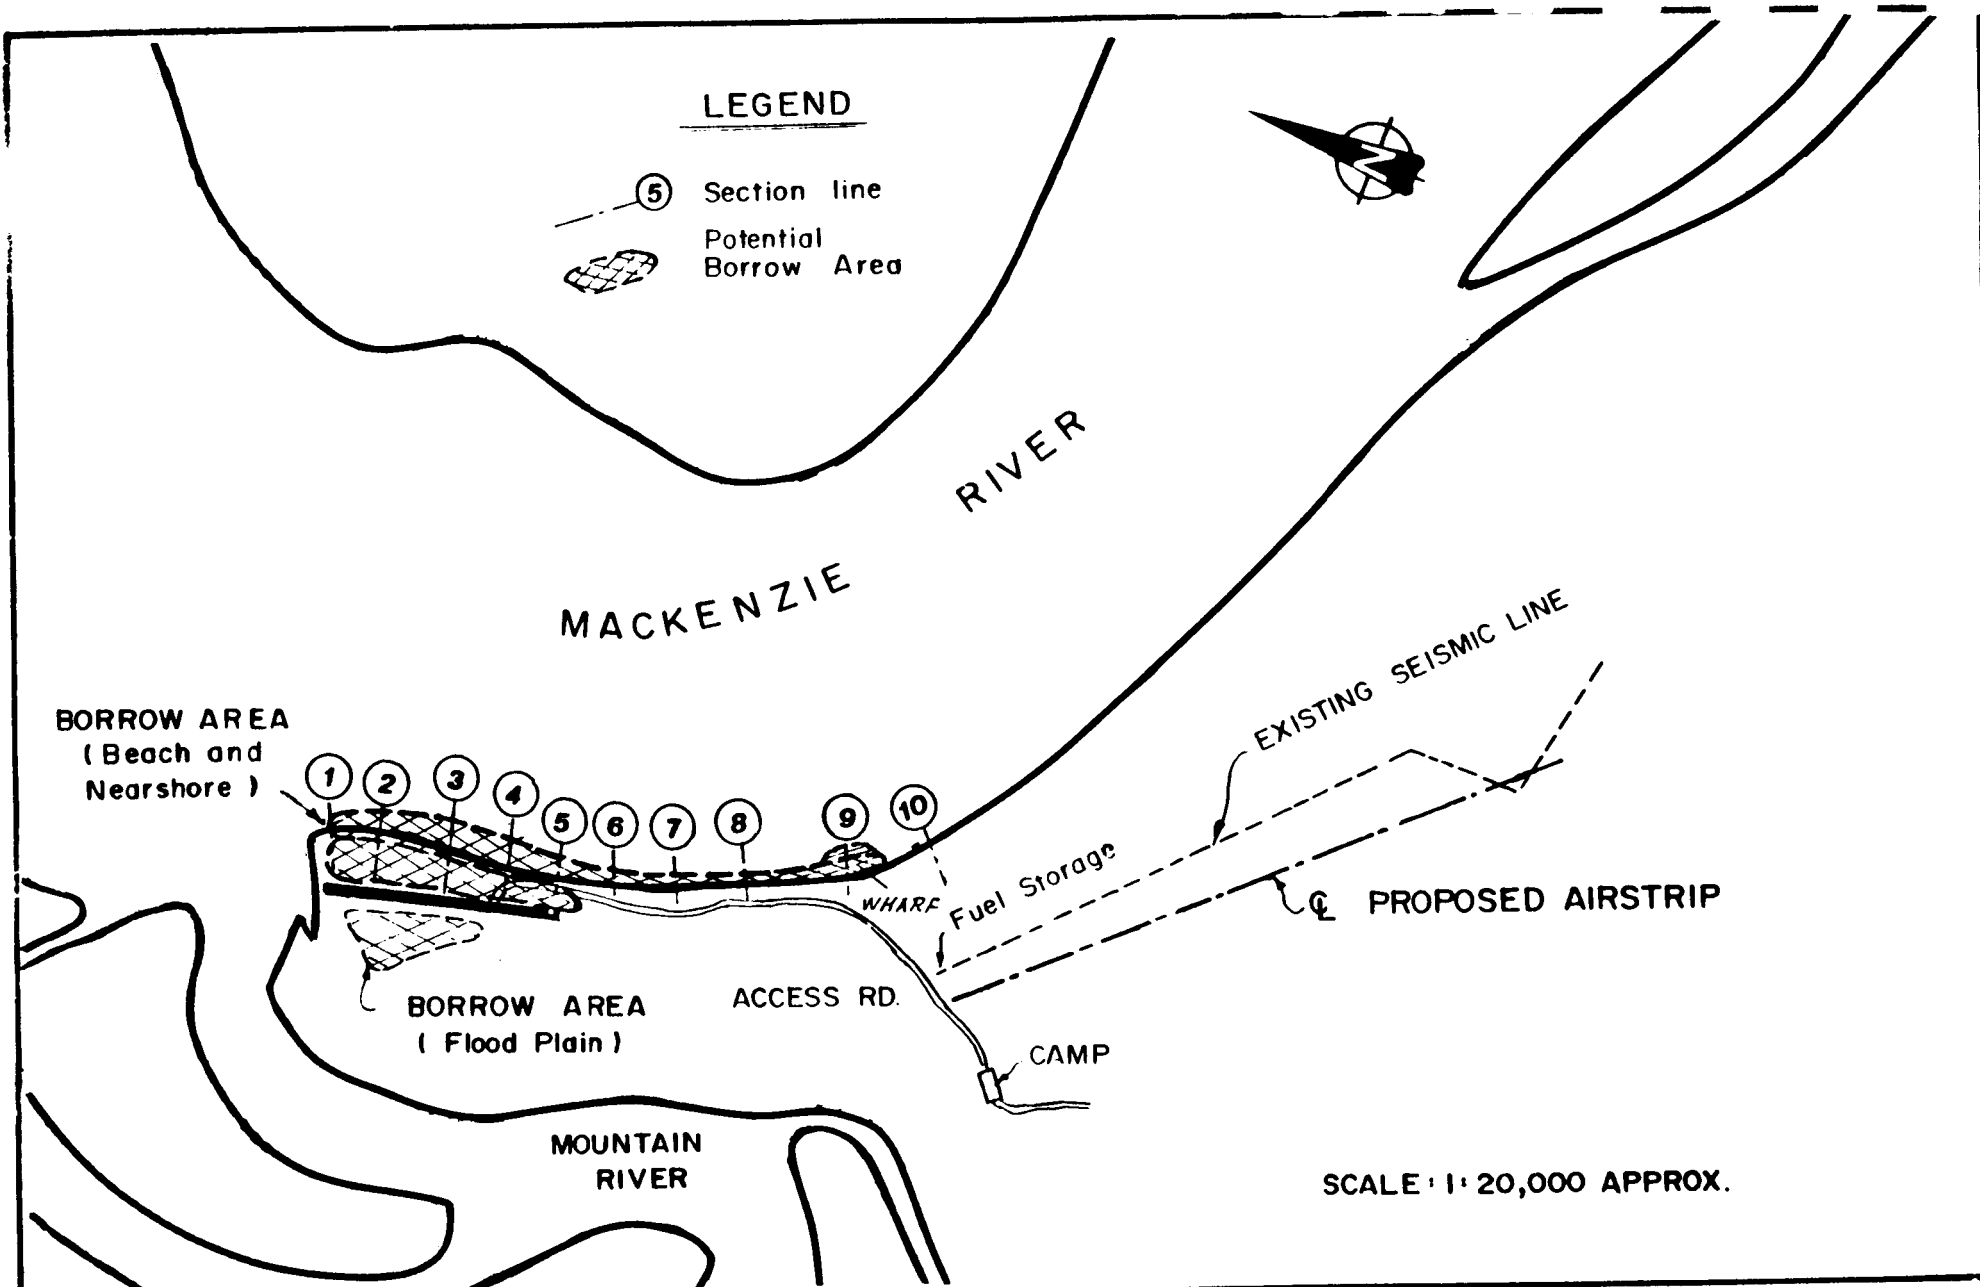 LEGEND
5 Section line
Potential
Borrow Area
N
MACKENZIE RIVER
EXISTING SEISMIC LINE
BORROW AREA
(Beach and
Nearshore)
1 2 3 4 5 6 7 8 9 10
WHARF
Fuel Storage
℄ PROPOSED AIRSTRIP
BORROW AREA
(Flood Plain)
ACCESS RD.
CAMP
MOUNTAIN
RIVER
SCALE: 1:20,000 APPROX.